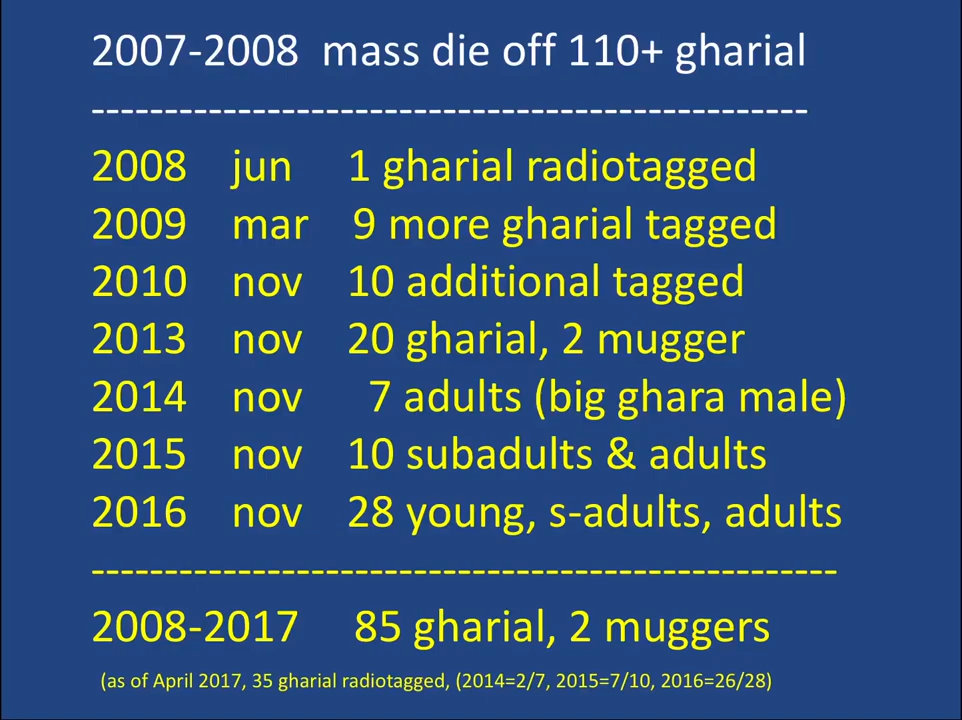 2007-2008 mass die off 110+ gharial
-------------------------------------------------
2008 jun 1 gharial radiotagged
2009 mar 9 more gharial tagged
2010 nov 10 additional tagged
2013 nov 20 gharial, 2 mugger
2014 nov 7 adults (big ghara male)
2015 nov 10 subadults & adults
2016 nov 28 young, s-adults, adults
---------------------------------------------------
2008-2017 85 gharial, 2 muggers
(as of April 2017, 35 gharial radiotagged, (2014=2/7, 2015=7/10, 2016=26/28)